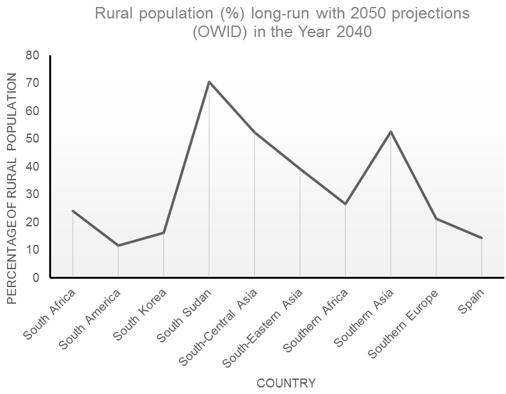 Rural population (%) long-run with 2050 projections
(OWID) in the Year 2040
PERCENTAGE OF RURAL POPULATION
80
70
60
50
40
30
20
10
0
South Africa
South America
South Korea
South Sudan
South-Central Asia
South-Eastern Asia
Southern Africa
Southern Asia
Southern Europe
Spain
COUNTRY